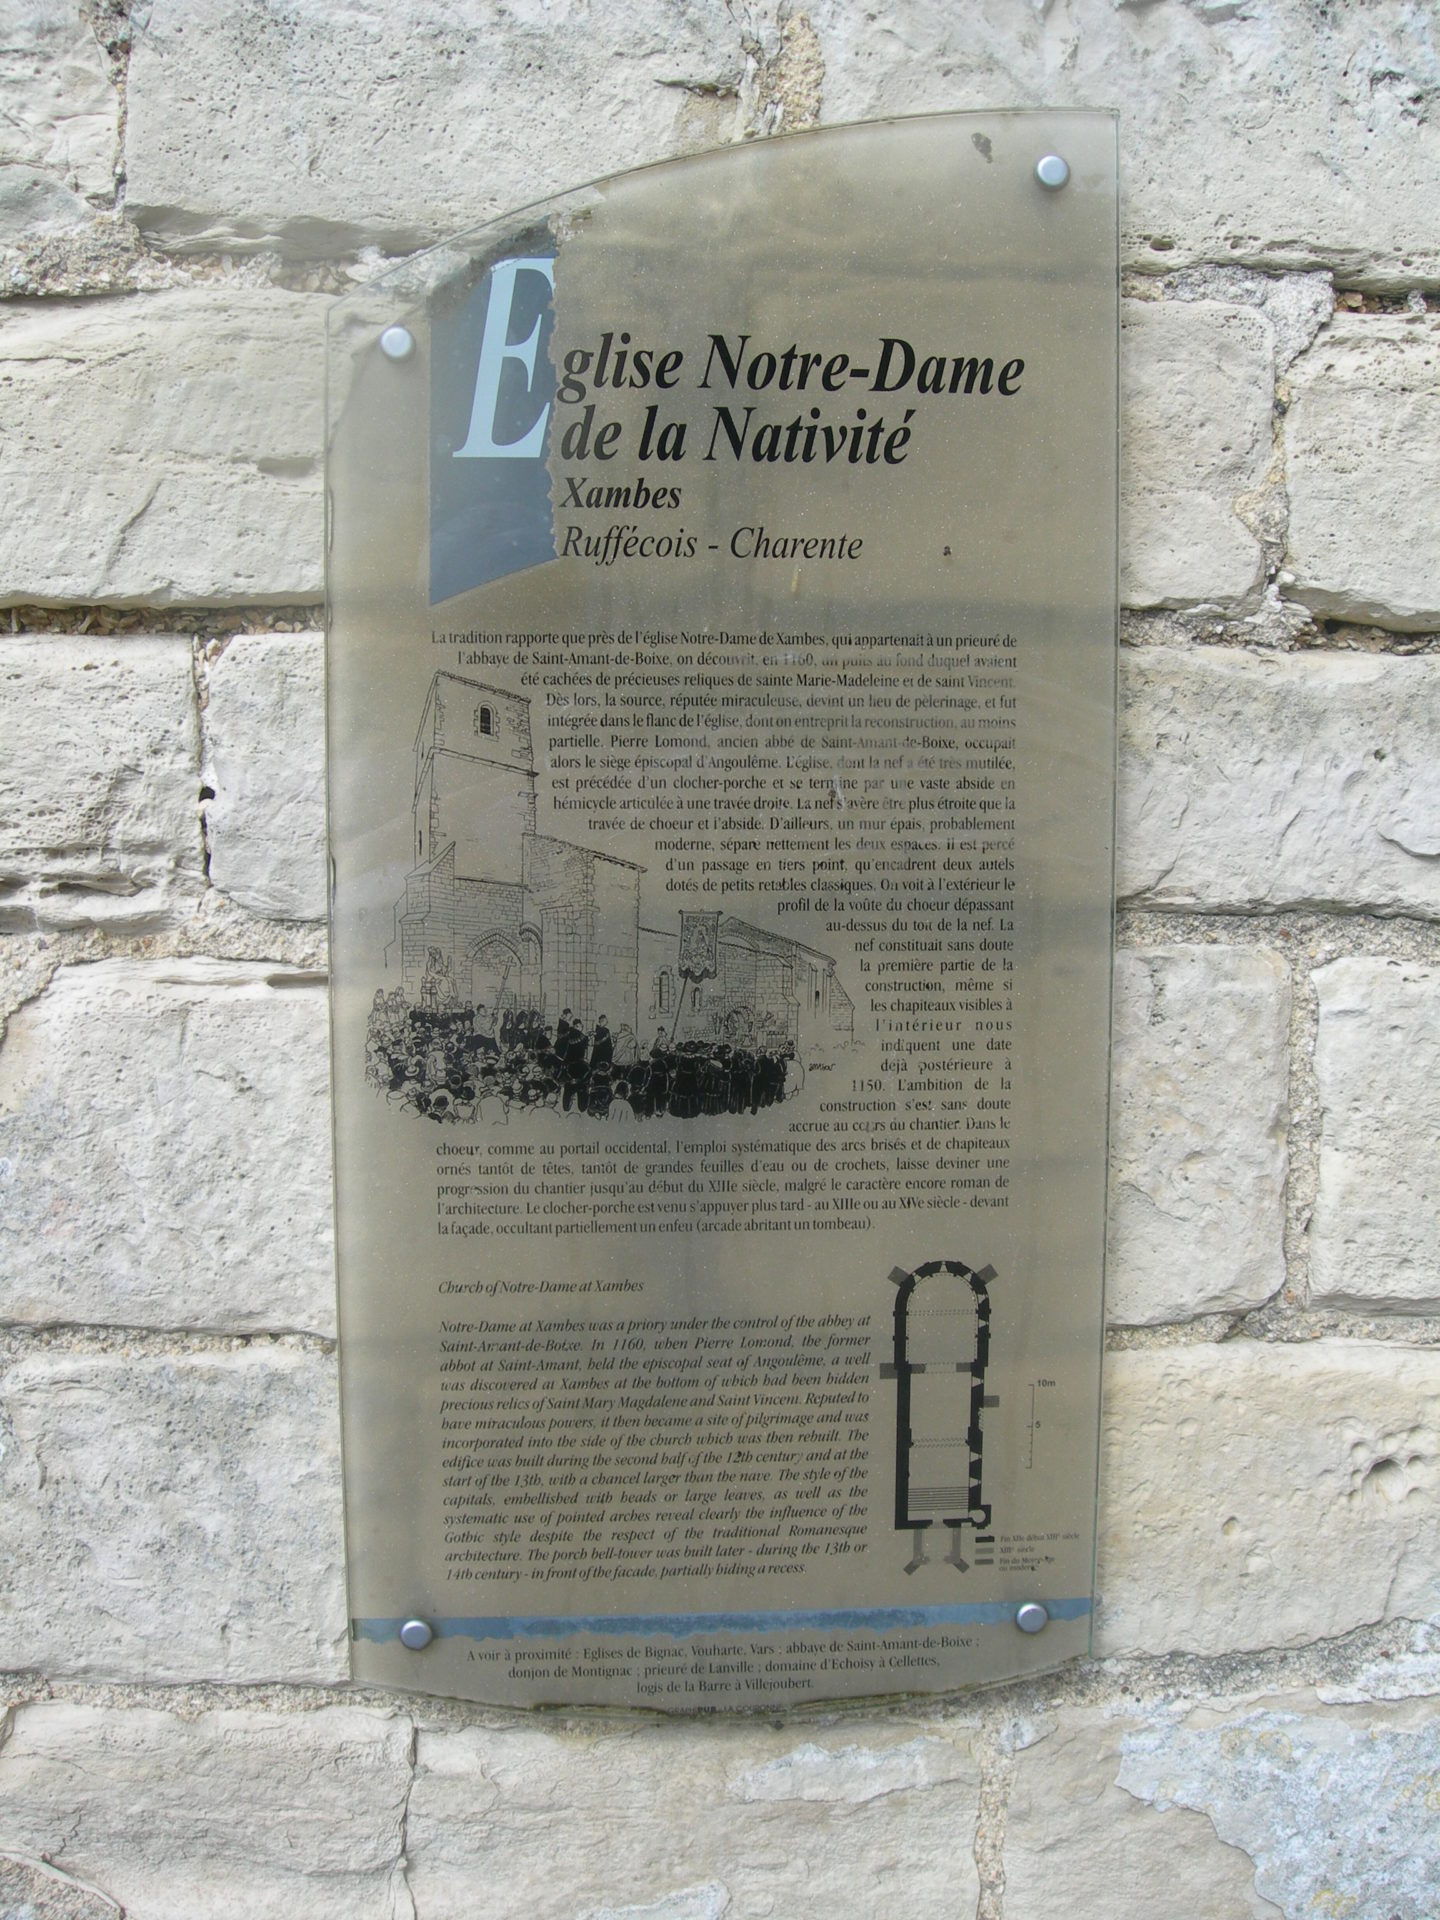 Eglise Notre-Dame
de la Nativité
Xambes
Ruffécois - Charente
La tradition rapporte que près de l'église Notre-Dame de Xambes, qui appartenait à un prieuré de
l'abbaye de Saint-Amant-de-Boixe, on découvrit, en 1160, un puits au fond duquel avaient
été cachées de précieuses reliques de sainte Marie-Madeleine et de saint Vincent.
Dès lors, la source, réputée miraculeuse, devint un lieu de pèlerinage, et fut
intégrée dans le flanc de l'église, dont on entreprit la reconstruction, au moins
partielle. Pierre Lomond, ancien abbé de Saint-Amant-de-Boixe, occupait
alors le siège épiscopal d'Angoulême. L'église, dont la nef a été très mutilée,
est précédée d'un clocher-porche et se termine par une vaste abside en
hémicycle articulée à une travée droite. La nef s'avère être plus étroite que la
travée de choeur et l'abside. D'ailleurs, un mur épais, probablement
moderne, sépare nettement les deux espaces. Il est percé
d'un passage en tiers point, qu'encadrent deux autels
dotés de petits retables classiques. On voit à l'extérieur le
profil de la voûte du choeur dépassant
au-dessus du toit de la nef. La
nef constituait sans doute
la première partie de la
construction, même si
les chapiteaux visibles à
l'intérieur nous
indiquent une date
déjà postérieure à
1150. L'ambition de la
construction s'est sans doute
accrue au cours du chantier. Dans le
choeur, comme au portail occidental, l'emploi systématique des arcs brisés et de chapiteaux
ornés tantôt de têtes, tantôt de grandes feuilles d'eau ou de crochets, laisse deviner une
progression du chantier jusqu'au début du XIIIe siècle, malgré le caractère encore roman de
l'architecture. Le clocher-porche est venu s'appuyer plus tard - au XIIIe ou au XIVe siècle - devant
la façade, occultant partiellement un enfeu (arcade abritant un tombeau).
Church of Notre-Dame at Xambes
Notre-Dame at Xambes was a priory under the control of the abbey at
Saint-Amant-de-Boixe. In 1160, when Pierre Lomond, the former
abbot at Saint-Amant, held the episcopal seat of Angoulême, a well
was discovered at Xambes at the bottom of which had been hidden
precious relics of Saint Mary Magdalene and Saint Vincent. Reputed to
have miraculous powers, it then became a site of pilgrimage and was
incorporated into the side of the church which was then rebuilt. The
edifice was built during the second half of the 12th century and at the
start of the 13th, with a chancel larger than the nave. The style of the
capitals, embellished with heads or large leaves, as well as the
systematic use of pointed arches reveal clearly the influence of the
Gothic style despite the respect of the traditional Romanesque
architecture. The porch bell-tower was built later - during the 13th or
14th century - in front of the facade, partially hiding a recess.
10m
5
Fin XIIe début XIIIe siècle
XIIIe siècle
Fin du Moyen-Age
ou moderne
A voir à proximité : Eglises de Bignac, Vouharte, Vars ; abbaye de Saint-Amant-de-Boixe ;
donjon de Montignac ; prieuré de Lanville ; domaine d'Echoisy à Cellettes,
logis de la Barre à Villejoubert.